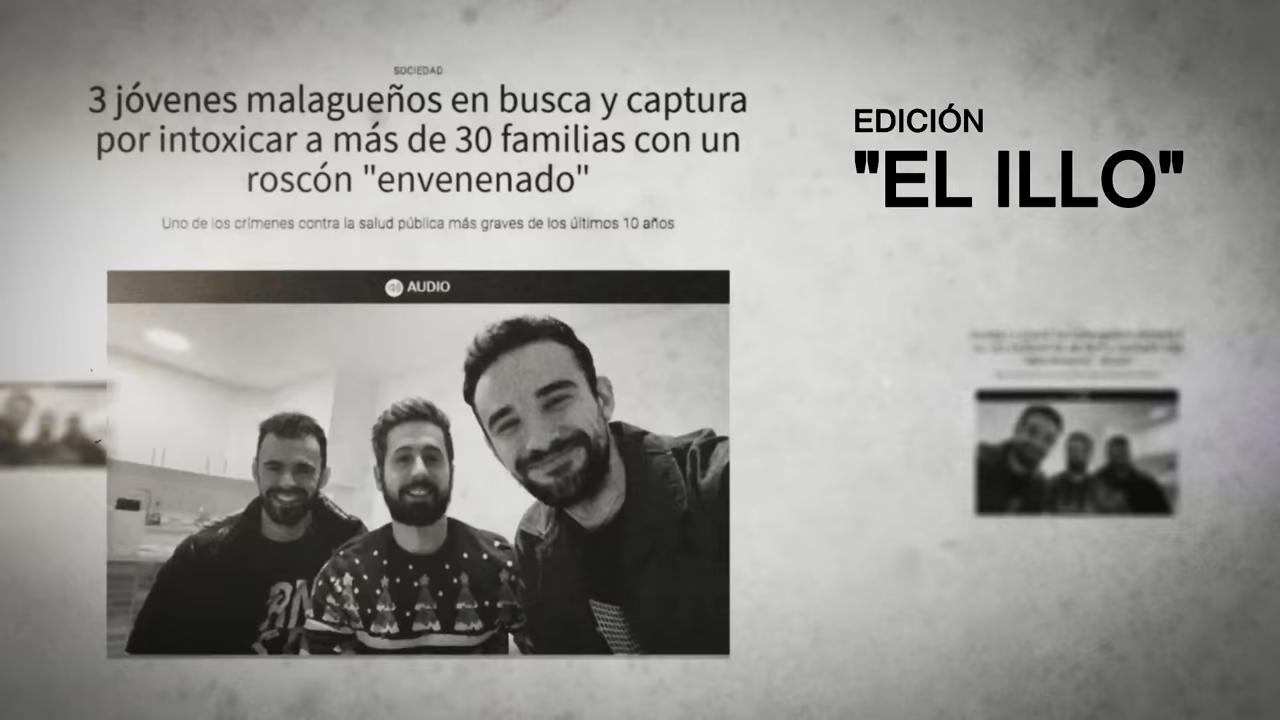 SOCIEDAD
3 jóvenes malagueños en busca y captura
por intoxicar a más de 30 familias con un
roscón "envenenado"
Uno de los crímenes contra la salud pública más graves de los últimos 10 años
AUDIO
EDICIÓN
"EL ILLO"